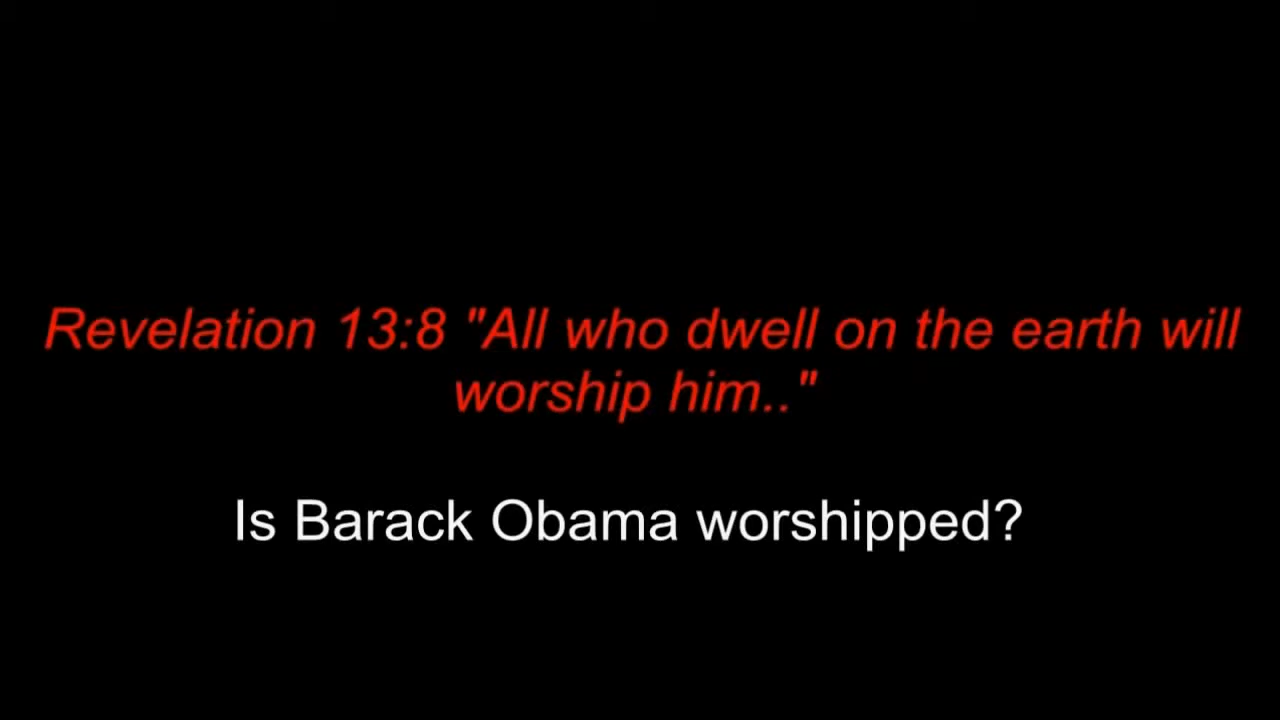 Revelation 13:8 "All who dwell on the earth will
worship him.."
Is Barack Obama worshipped?